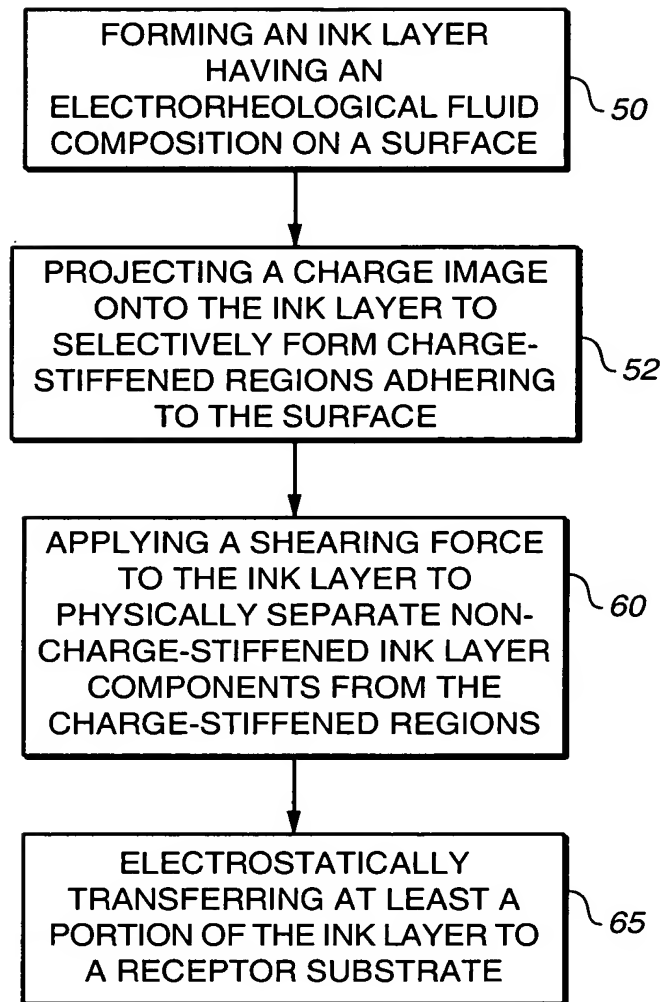 FORMING AN INK LAYER
HAVING AN
ELECTRORHEOLOGICAL FLUID
COMPOSITION ON A SURFACE
50
PROJECTING A CHARGE IMAGE
ONTO THE INK LAYER TO
SELECTIVELY FORM CHARGE-
STIFFENED REGIONS ADHERING
TO THE SURFACE
52
APPLYING A SHEARING FORCE
TO THE INK LAYER TO
PHYSICALLY SEPARATE NON-
CHARGE-STIFFENED INK LAYER
COMPONENTS FROM THE
CHARGE-STIFFENED REGIONS
60
ELECTROSTATICALLY
TRANSFERRING AT LEAST A
PORTION OF THE INK LAYER TO
A RECEPTOR SUBSTRATE
65